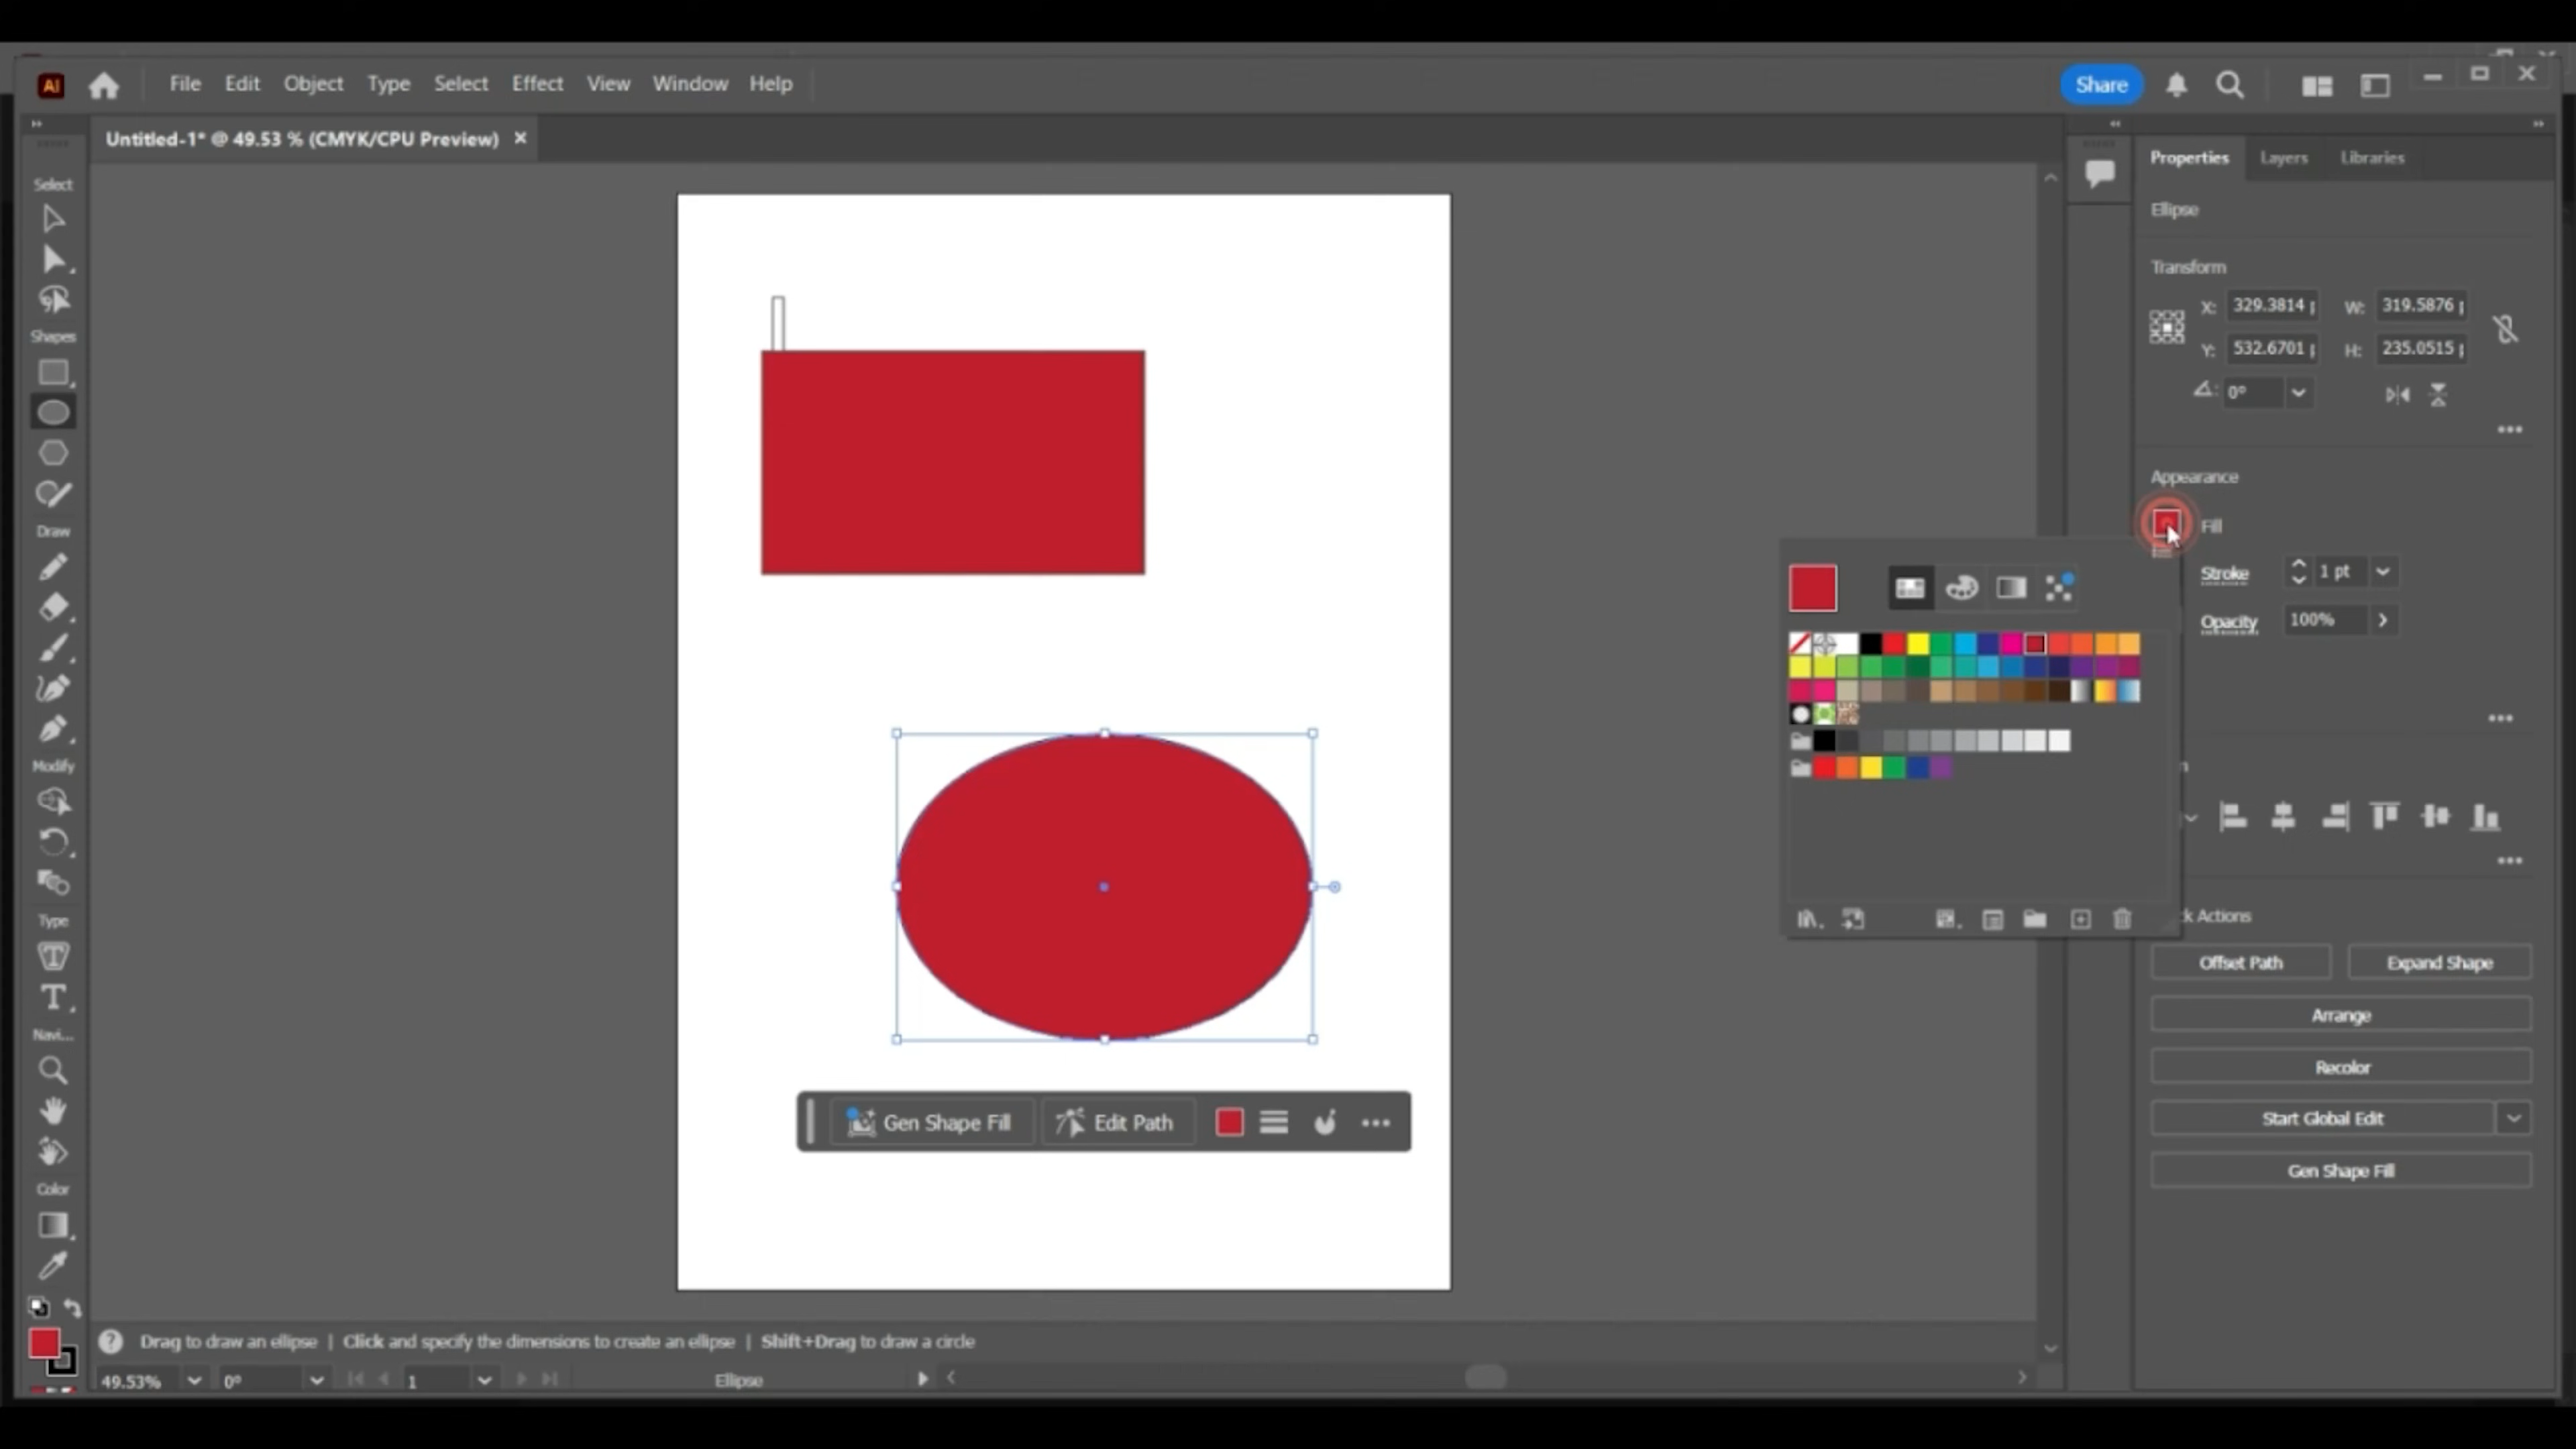 Ai File Edit Object Type Select Effect View Window Help Share
Untitled-1* @ 49.53 % (CMYK/CPU Preview) ×
Properties Layers Libraries
Select
Ellipse
Transform
X: 329.3814 W: 319.5876
Shapes
Y: 532.6701 H: 235.0515
0°
Appearance
Fill
Draw
Stroke 1 pt
Opacity 100%
Modify
Type
k Actions
Offset Path Expand Shape
Arrange
Navi...
Recolor
Gen Shape Fill Edit Path
Start Global Edit
Gen Shape Fill
Color
Drag to draw an ellipse | Click and specify the dimensions to create an ellipse | Shift+Drag to draw a circle
49.53% 0° 1 Ellipse